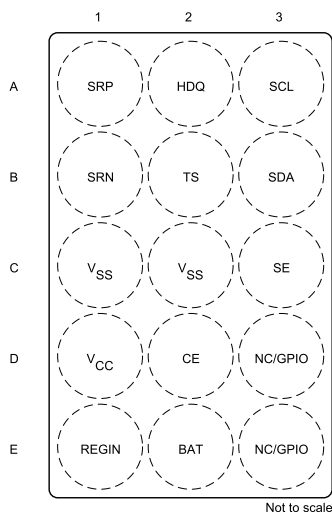 1 2 3
A SRP HDQ SCL
B SRN TS SDA
C VSS VSS SE
D VCC CE NC/GPIO
E REGIN BAT NC/GPIO
Not to scale